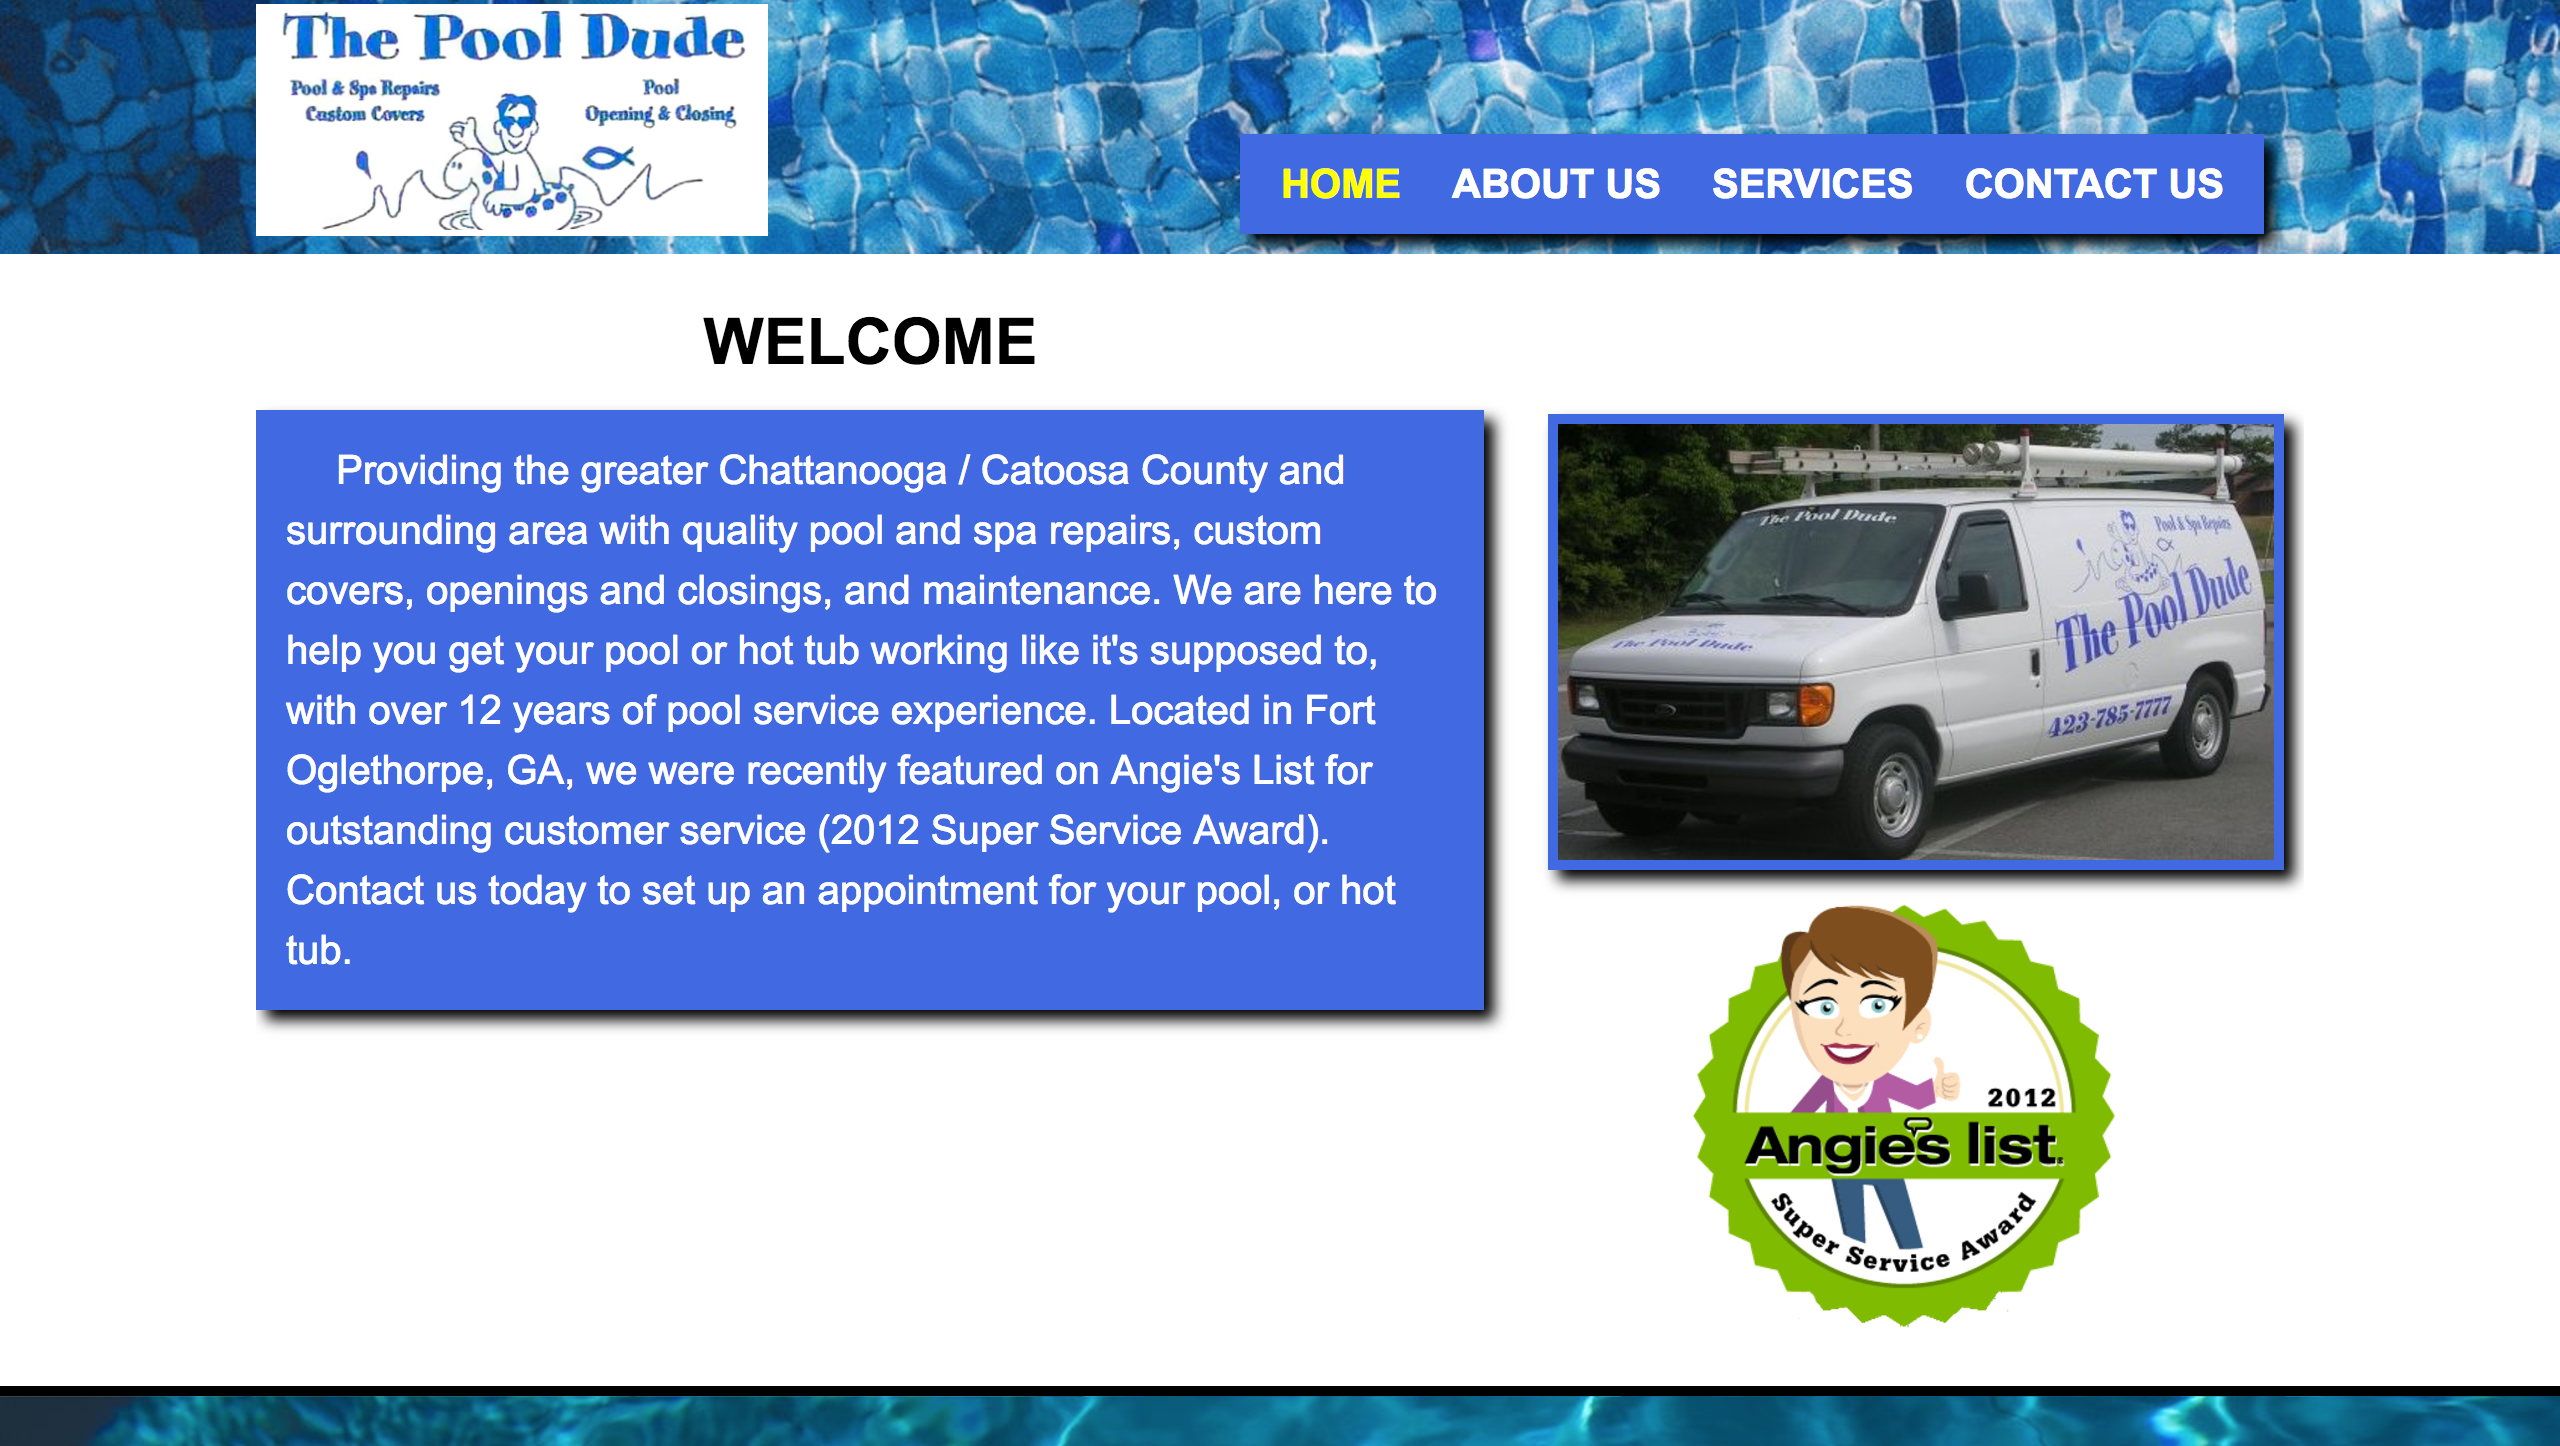 The Pool Dude
Pool & Spa Repairs
Custom Covers
Pool
Opening & Closing
HOME ABOUT US SERVICES CONTACT US
WELCOME
Providing the greater Chattanooga / Catoosa County and
surrounding area with quality pool and spa repairs, custom
covers, openings and closings, and maintenance. We are here to
help you get your pool or hot tub working like it's supposed to,
with over 12 years of pool service experience. Located in Fort
Oglethorpe, GA, we were recently featured on Angie's List for
outstanding customer service (2012 Super Service Award).
Contact us today to set up an appointment for your pool, or hot
tub.
The Pool Dude
Pool & Spa Repairs
The Pool Dude
The Pool Dude
423-785-7777
2012
Angie's list
Super Service Award